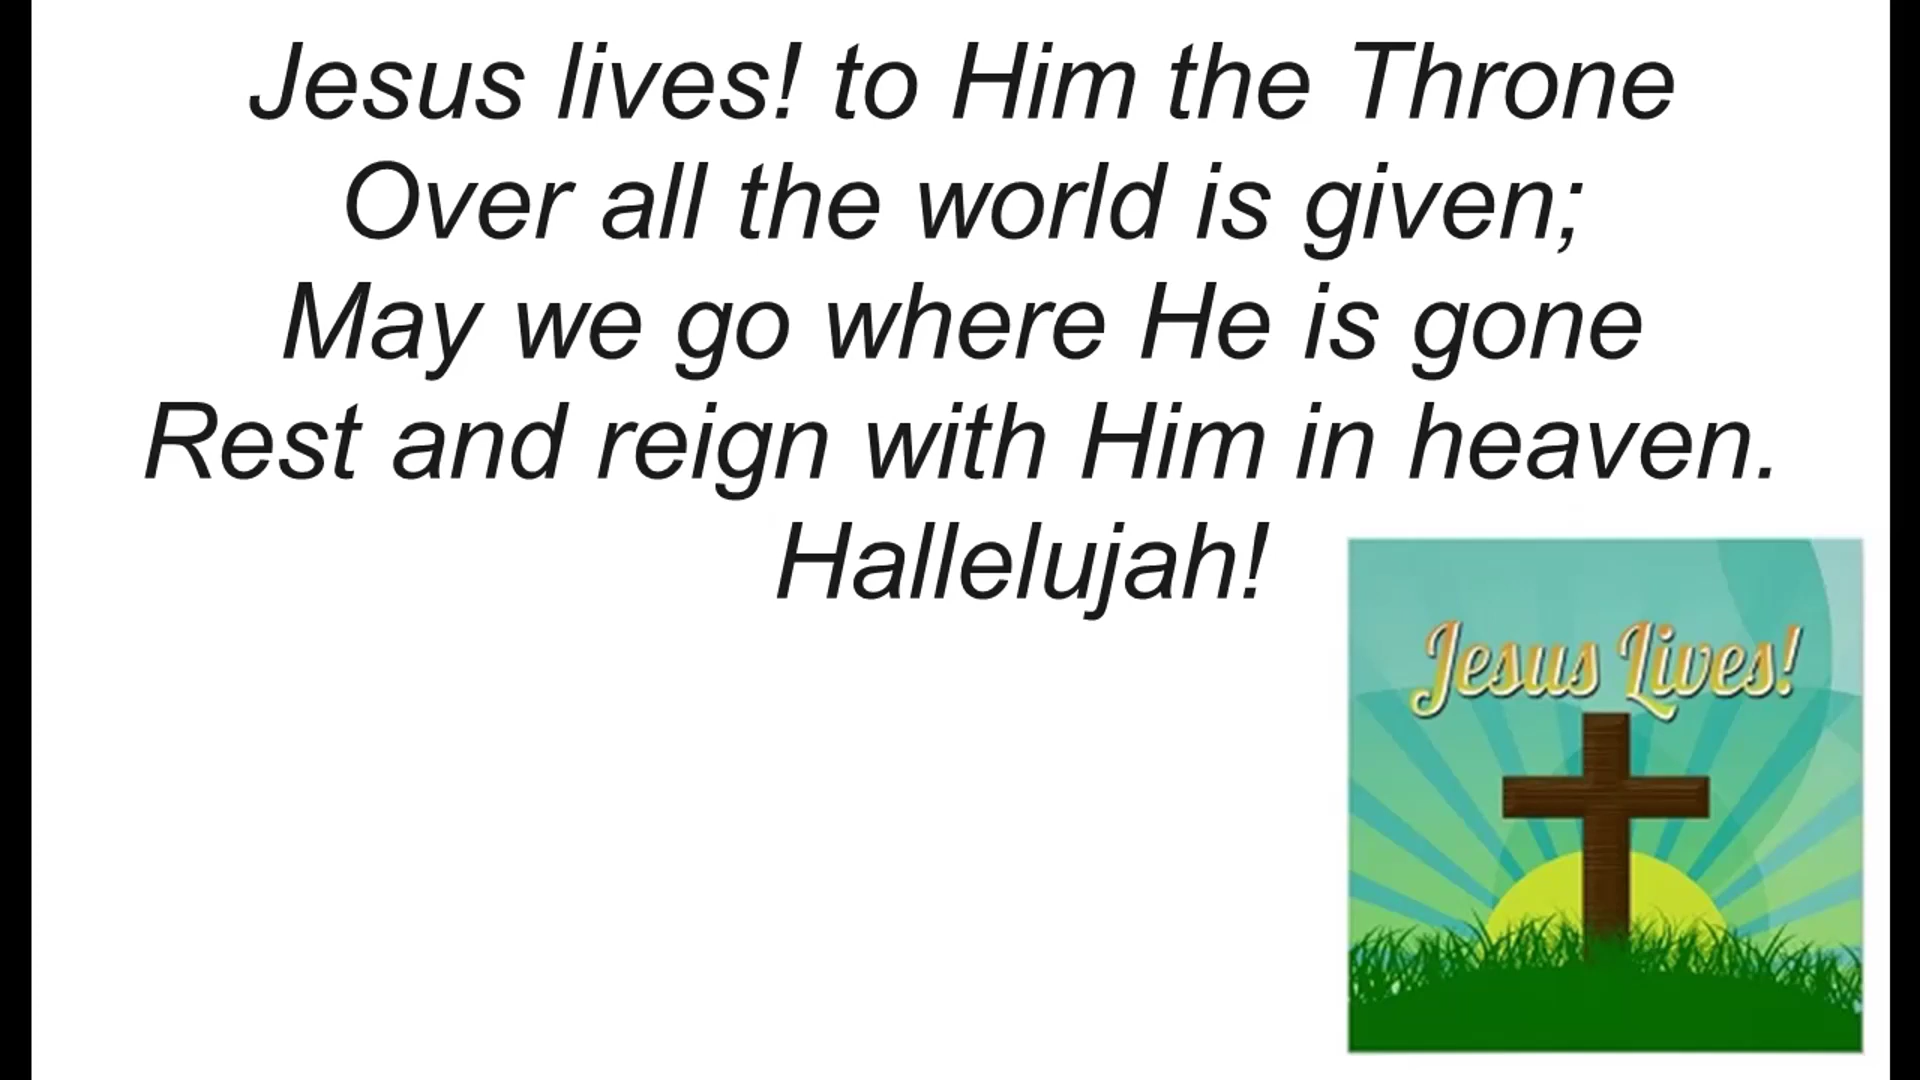 Jesus lives! to Him the Throne
Over all the world is given;
May we go where He is gone
Rest and reign with Him in heaven.
Hallelujah!
Jesus Lives!